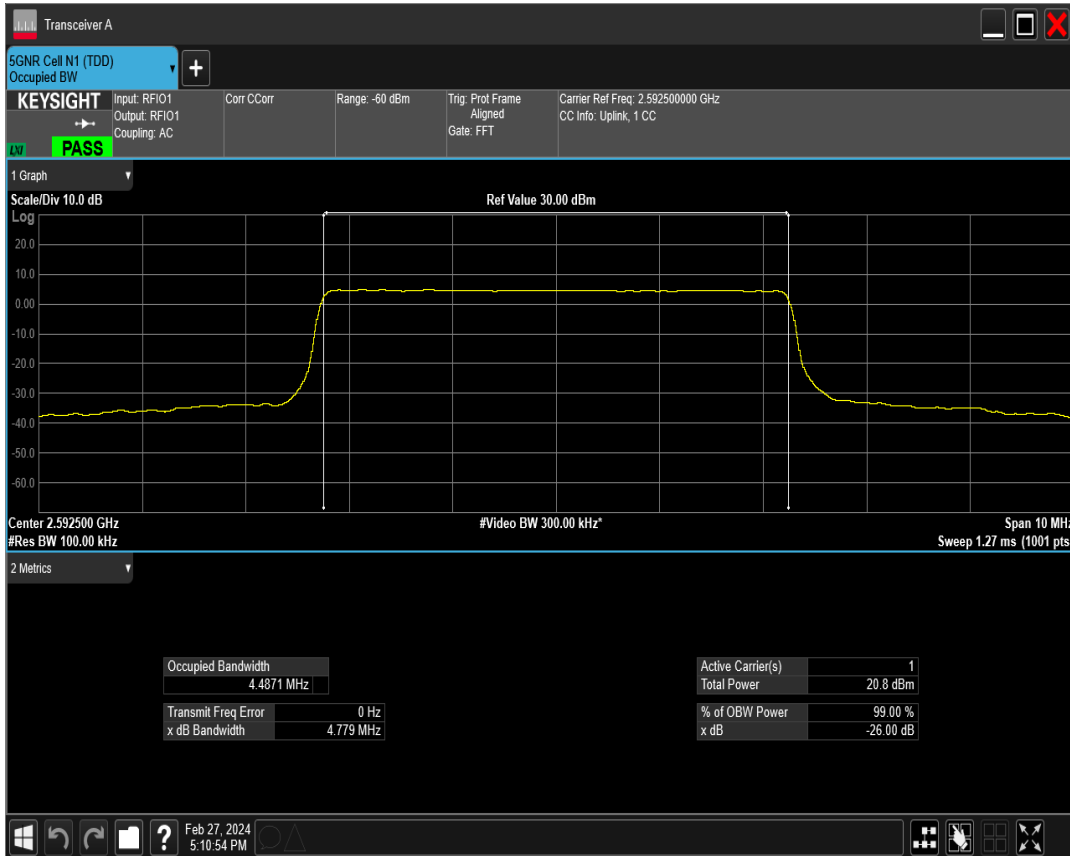 Transceiver A
5GNR Cell N1 (TDD)
Occupied BW
+
KEYSIGHT
LXI
PASS
Input: RFIO1
Output: RFIO1
Coupling: AC
Corr CCorr
Range: -60 dBm
Trig: Prot Frame
Aligned
Gate: FFT
Carrier Ref Freq: 2.592500000 GHz
CC Info: Uplink, 1 CC
1 Graph
Scale/Div 10.0 dB
Ref Value 30.00 dBm
Log
20.0
10.0
0.00
-10.0
-20.0
-30.0
-40.0
-50.0
-60.0
Center 2.592500 GHz
#Video BW 300.00 kHz*
Span 10 MHz
#Res BW 100.00 kHz
Sweep 1.27 ms (1001 pts
2 Metrics
Occupied Bandwidth
4.4871 MHz
Transmit Freq Error 0 Hz
x dB Bandwidth 4.779 MHz
Active Carrier(s) 1
Total Power 20.8 dBm
% of OBW Power 99.00 %
x dB -26.00 dB
?
Feb 27, 2024
5:10:54 PM